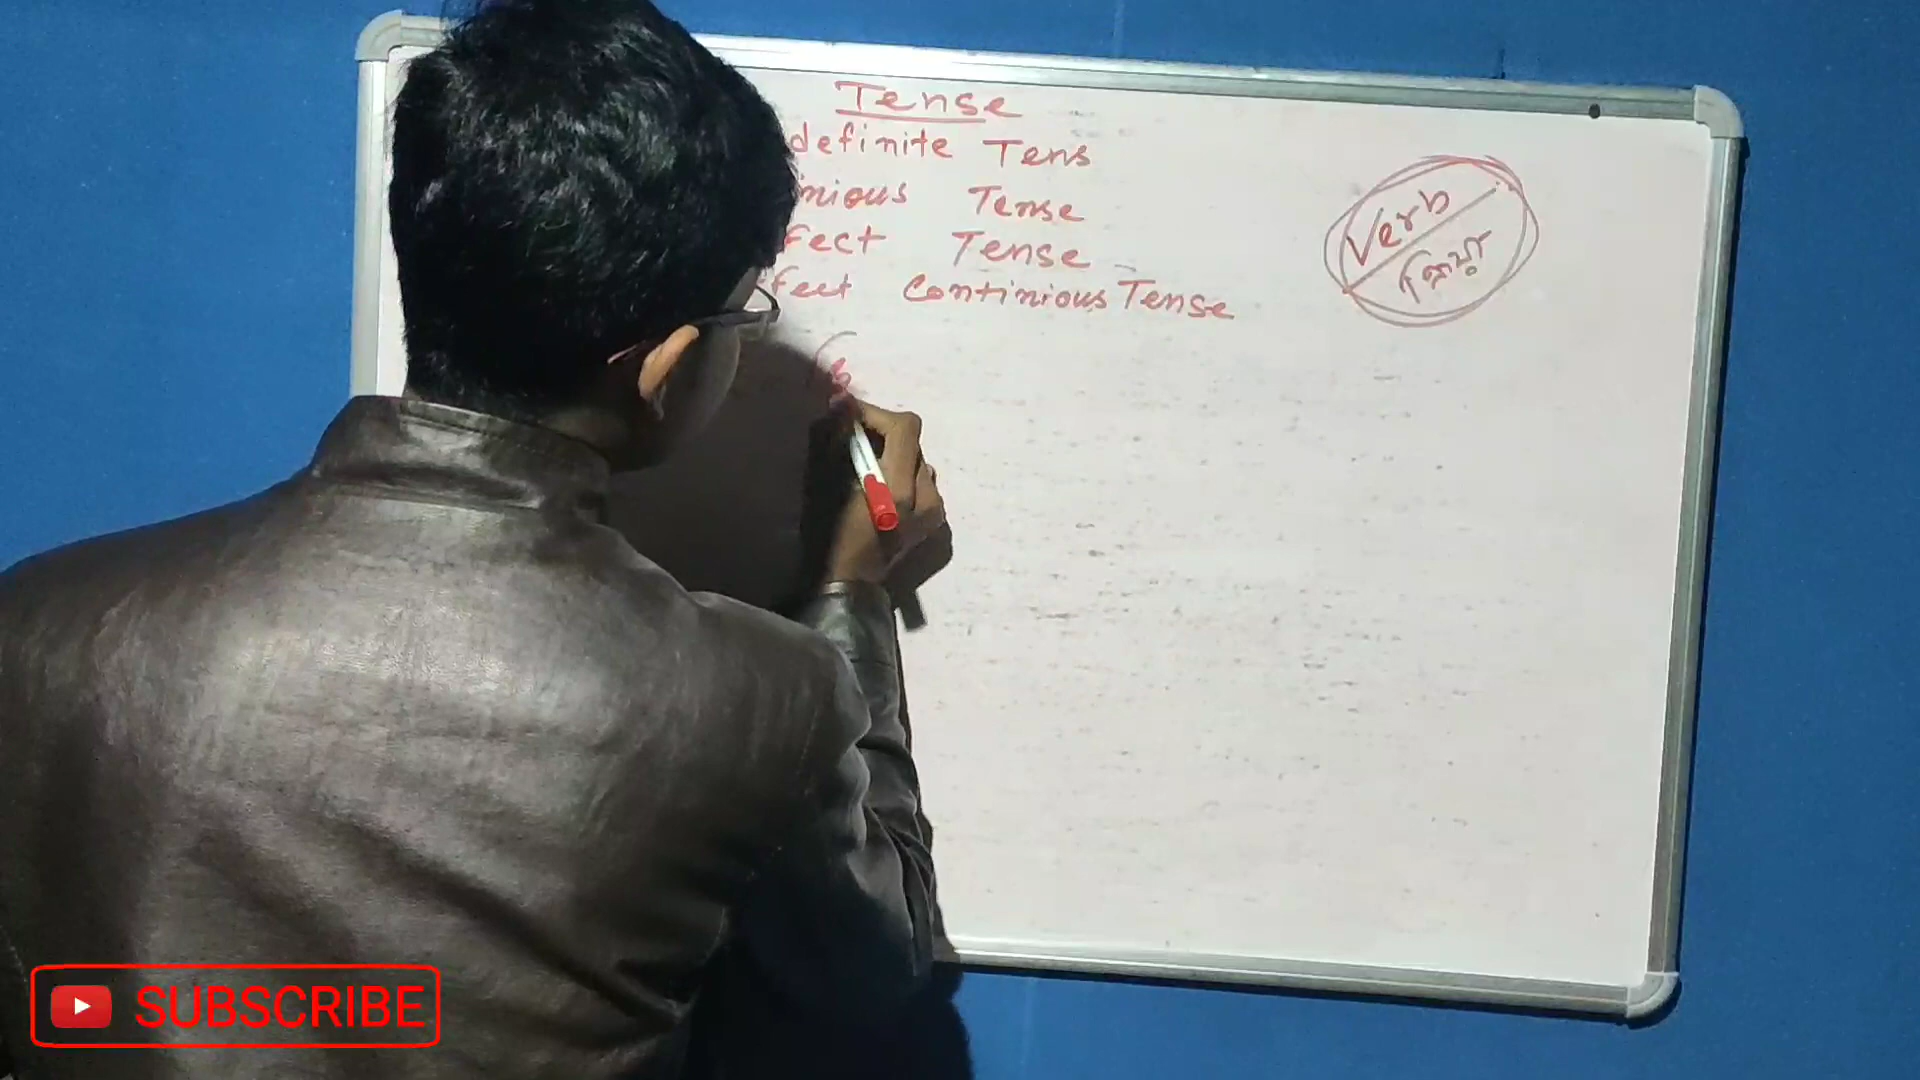 Tense
definite Tens
inious Tense
fect Tense
fect Continious Tense
Verb
ক্রিয়া
SUBSCRIBE